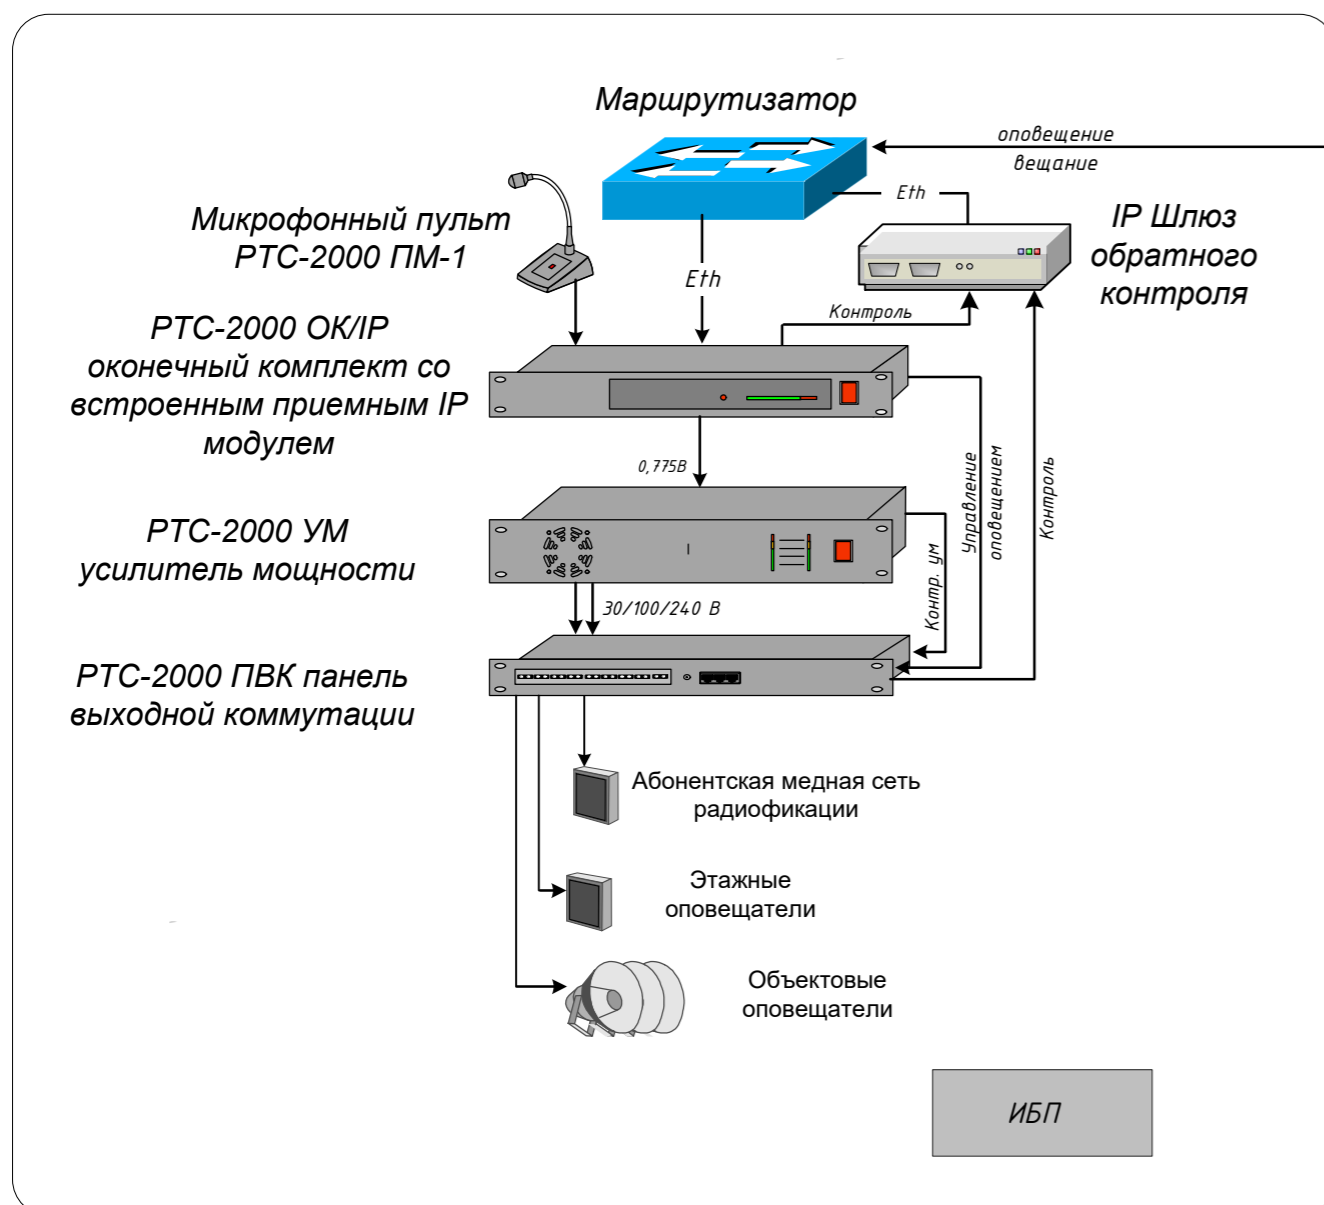 Маршрутизатор
оповещение
вещание
Eth
Микрофонный пульт
РТС-2000 ПМ-1
IP Шлюз
обратного
контроля
Eth
Контроль
РТС-2000 ОК/IP
оконечный комплект со
встроенным приемным IP
модулем
0,775В
Управление
оповещением
Контроль
РТС-2000 УМ
усилитель мощности
Контр. ум
30/100/240 В
РТС-2000 ПВК панель
выходной коммутации
Абонентская медная сеть
радиофикации
Этажные
оповещатели
Объектовые
оповещатели
ИБП